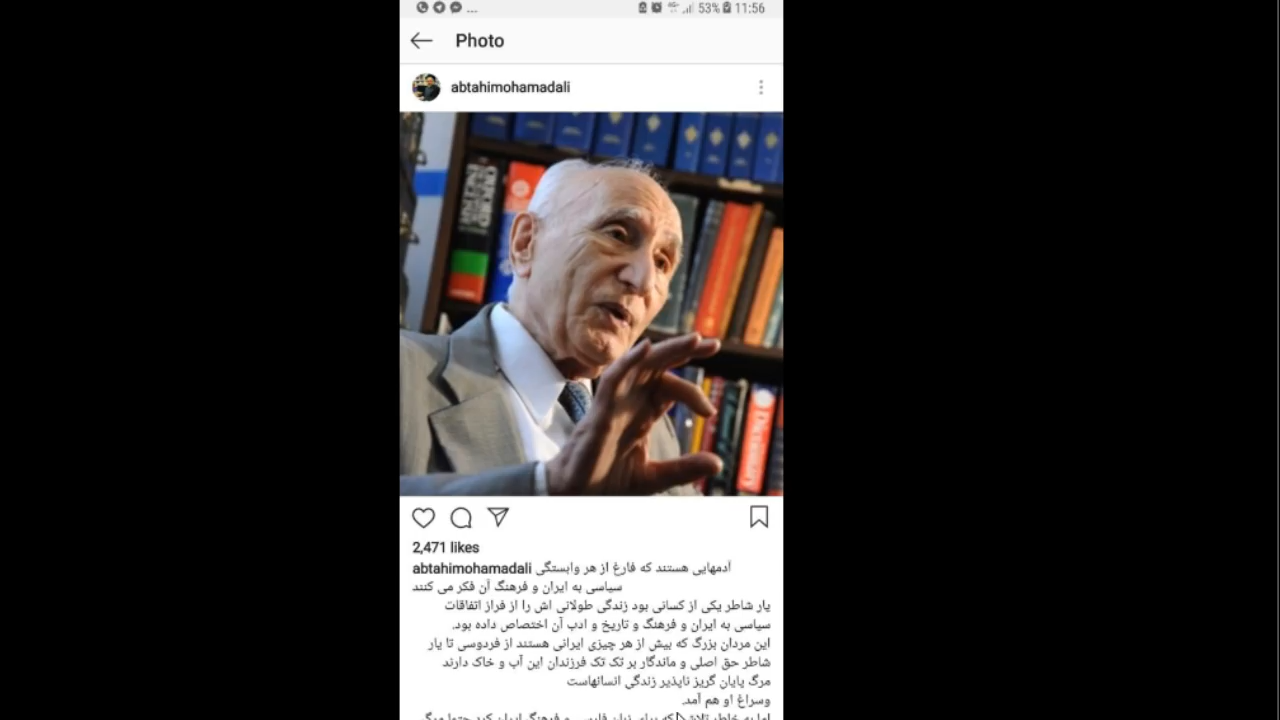 53% 11:56
Photo
abtahimohamadali
Dictionary
2,471 likes
abtahimohamadali آدمهایی هستند که فارغ از هر وابستگی
سیاسی به ایران و فرهنگ آن فکر می کنند
یار شاطر یکی از کسانی بود زندگی طولانی اش را از فراز اتفاقات
سیاسی به ایران و فرهنگ و تاریخ و ادب آن اختصاص داده بود.
این مردان بزرگ که بیش از هر چیزی ایرانی هستند از فردوسی تا یار
شاطر حق اصلی و ماندگار بر تک تک فرزندان این آب و خاک دارند
مرگ پایان گریز ناپذیر زندگی انسانهاست
وسراغ او هم آمد.